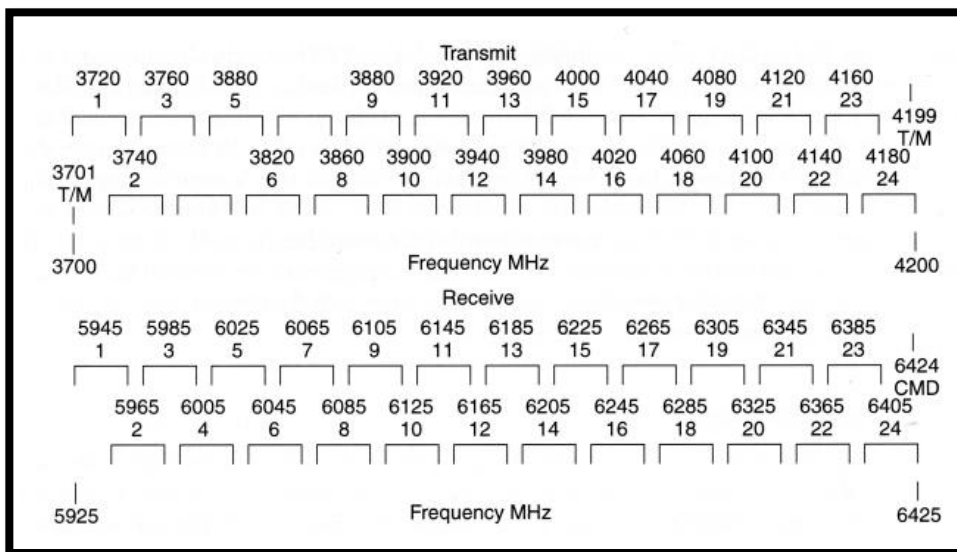 Transmit
3720 3760 3880 3880 3920 3960 4000 4040 4080 4120 4160
1 3 5 9 11 13 15 17 19 21 23
4199
T/M
3740 3820 3860 3900 3940 3980 4020 4060 4100 4140 4180
3701
2 6 8 10 12 14 16 18 20 22 24
T/M
3700 Frequency MHz 4200
Receive
5945 5985 6025 6065 6105 6145 6185 6225 6265 6305 6345 6385
1 3 5 7 9 11 13 15 17 19 21 23
6424
CMD
5965 6005 6045 6085 6125 6165 6205 6245 6285 6325 6365 6405
2 4 6 8 10 12 14 16 18 20 22 24
5925 Frequency MHz 6425